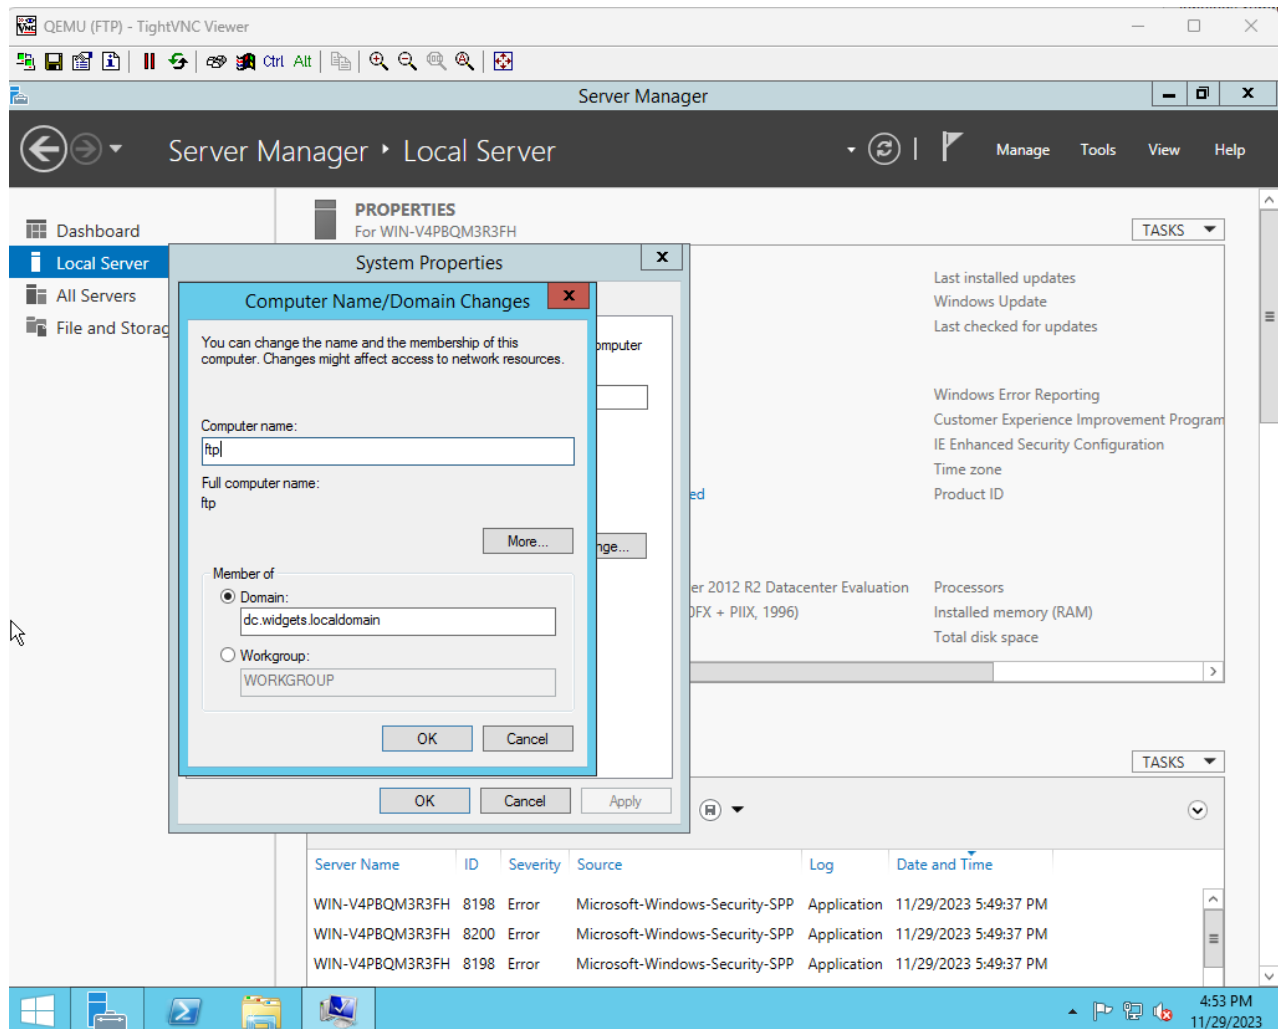 QEMU (FTP) - TightVNC Viewer
Ctrl Alt
Server Manager
Server Manager • Local Server
Manage Tools View Help
Dashboard
Local Server
All Servers
File and Storag
PROPERTIES
For WIN-V4PBQM3R3FH
TASKS
System Properties
Computer Name/Domain Changes
You can change the name and the membership of this
computer. Changes might affect access to network resources.
Computer name:
ftp
Full computer name:
ftp
More...
Member of
Domain:
dc.widgets.localdomain
Workgroup:
WORKGROUP
OK Cancel
omputer
nge...
OK Cancel Apply
ed
er 2012 R2 Datacenter Evaluation
0FX + PIIX, 1996)
Last installed updates
Windows Update
Last checked for updates
Windows Error Reporting
Customer Experience Improvement Program
IE Enhanced Security Configuration
Time zone
Product ID
Processors
Installed memory (RAM)
Total disk space
TASKS
Server Name ID Severity Source Log Date and Time
WIN-V4PBQM3R3FH 8198 Error Microsoft-Windows-Security-SPP Application 11/29/2023 5:49:37 PM
WIN-V4PBQM3R3FH 8200 Error Microsoft-Windows-Security-SPP Application 11/29/2023 5:49:37 PM
WIN-V4PBQM3R3FH 8198 Error Microsoft-Windows-Security-SPP Application 11/29/2023 5:49:37 PM
4:53 PM
11/29/2023